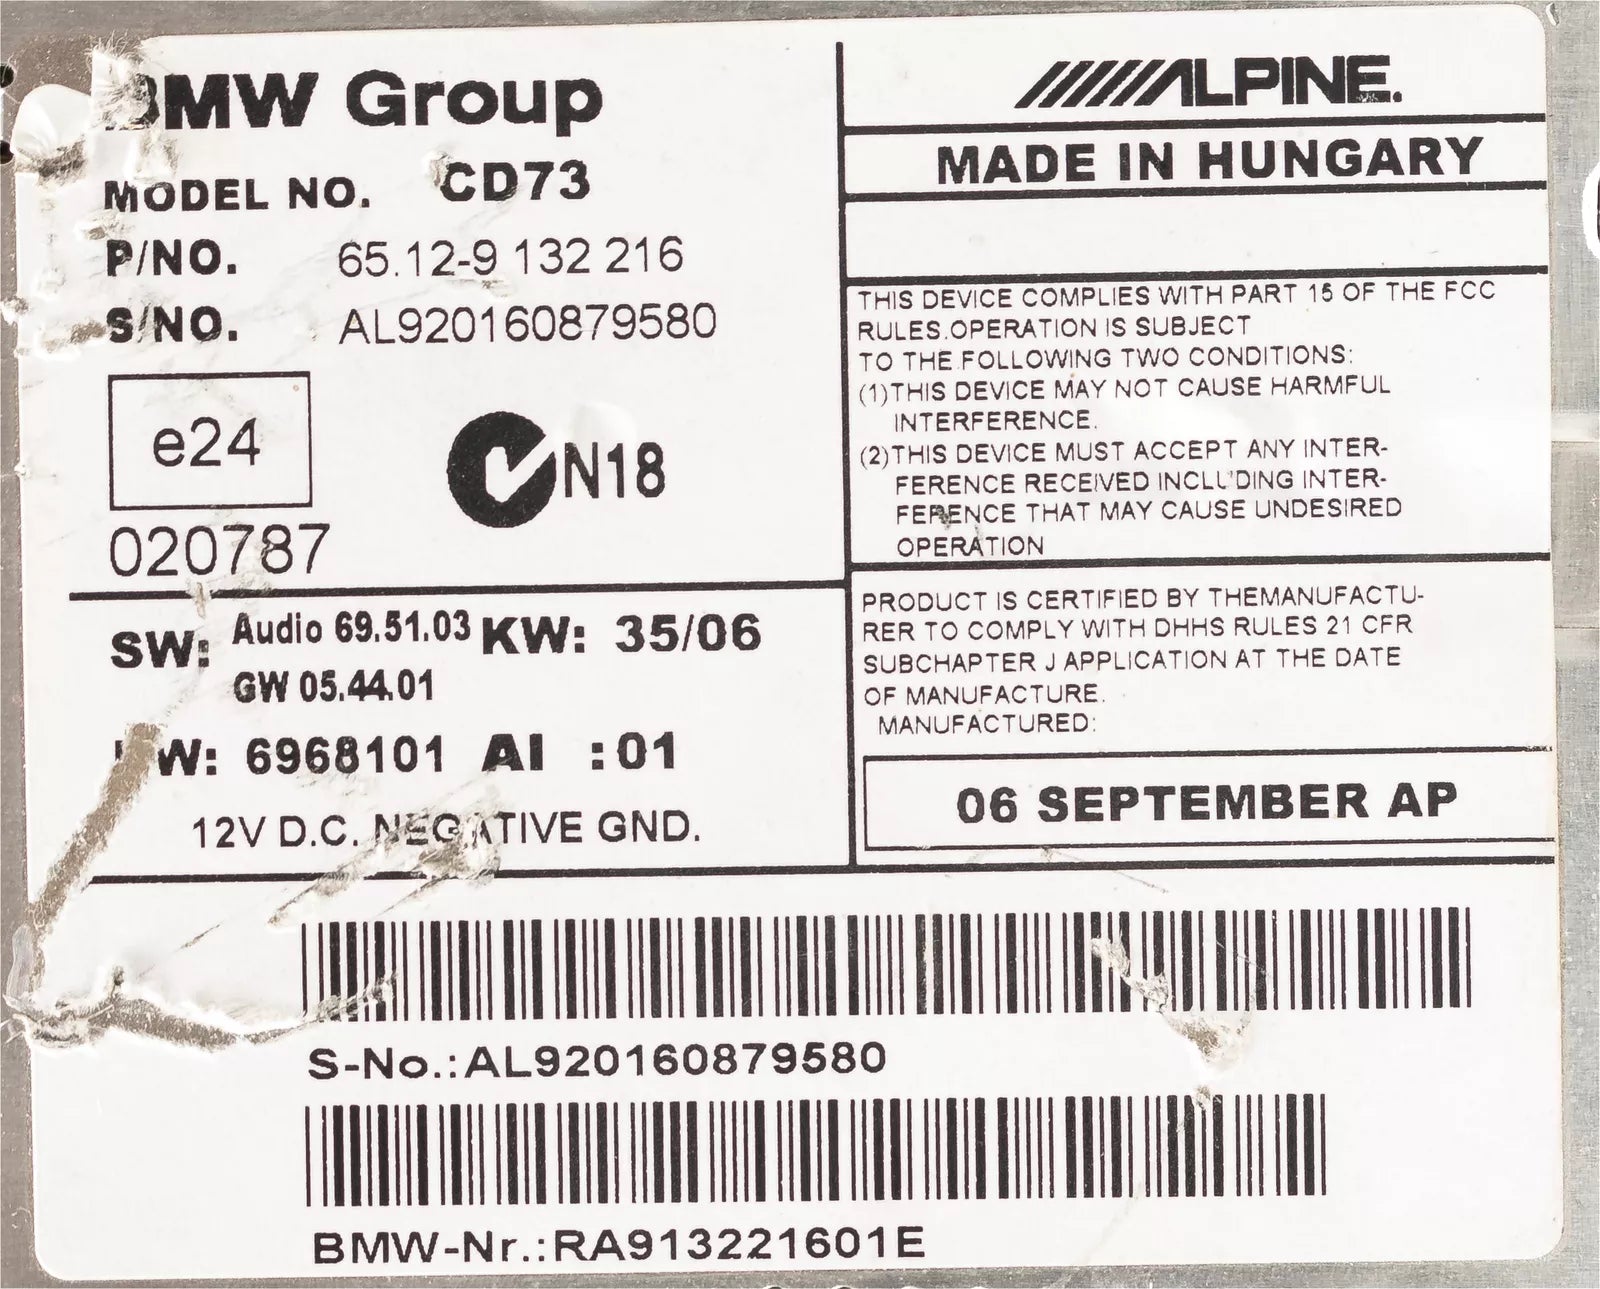 BMW Group
MODEL NO. CD73
P/NO. 65.12-9 132 216
S/NO. AL920160879580
e24
020787
N18
SW: Audio 69.51.03 KW: 35/06
GW 05.44.01
W: 6968101 AI :01
12V D.C. NEGATIVE GND.
ALPINE.
MADE IN HUNGARY
THIS DEVICE COMPLIES WITH PART 15 OF THE FCC
RULES.OPERATION IS SUBJECT
TO THE FOLLOWING TWO CONDITIONS:
(1)THIS DEVICE MAY NOT CAUSE HARMFUL
INTERFERENCE.
(2)THIS DEVICE MUST ACCEPT ANY INTER-
FERENCE RECEIVED INCLUDING INTER-
FERENCE THAT MAY CAUSE UNDESIRED
OPERATION
PRODUCT IS CERTIFIED BY THEMANUFACTU-
RER TO COMPLY WITH DHHS RULES 21 CFR
SUBCHAPTER J APPLICATION AT THE DATE
OF MANUFACTURE.
MANUFACTURED:
06 SEPTEMBER AP
S-No.:AL920160879580
BMW-Nr.:RA913221601E